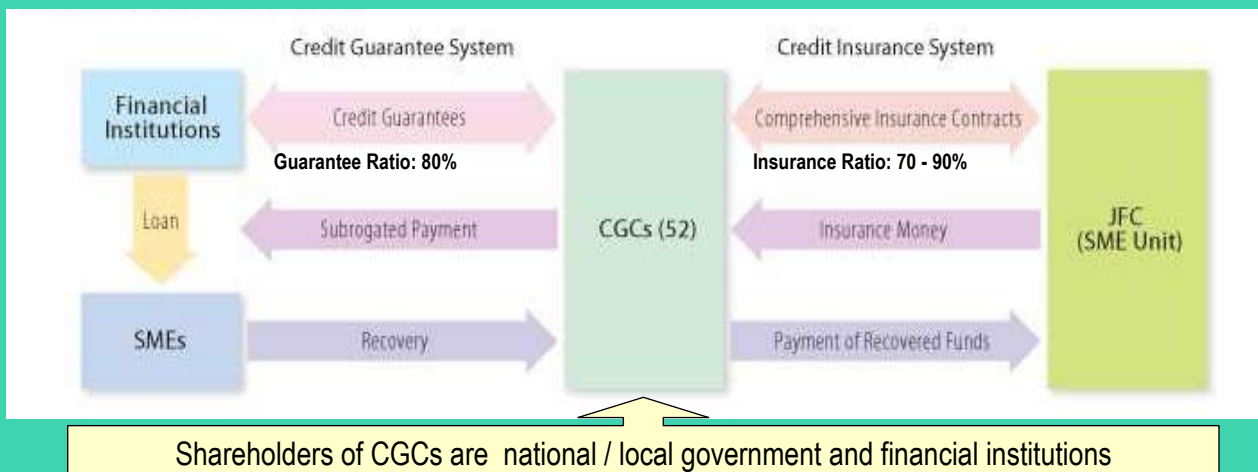 Credit Guarantee System
Credit Insurance System
Financial
Institutions
Credit Guarantees
Comprehensive Insurance Contracts
Guarantee Ratio: 80%
Insurance Ratio: 70 - 90%
Loan
Subrogated Payment
CGCs (52)
Insurance Money
JFC
(SME Unit)
SMEs
Recovery
Payment of Recovered Funds
Shareholders of CGCs are national / local government and financial institutions